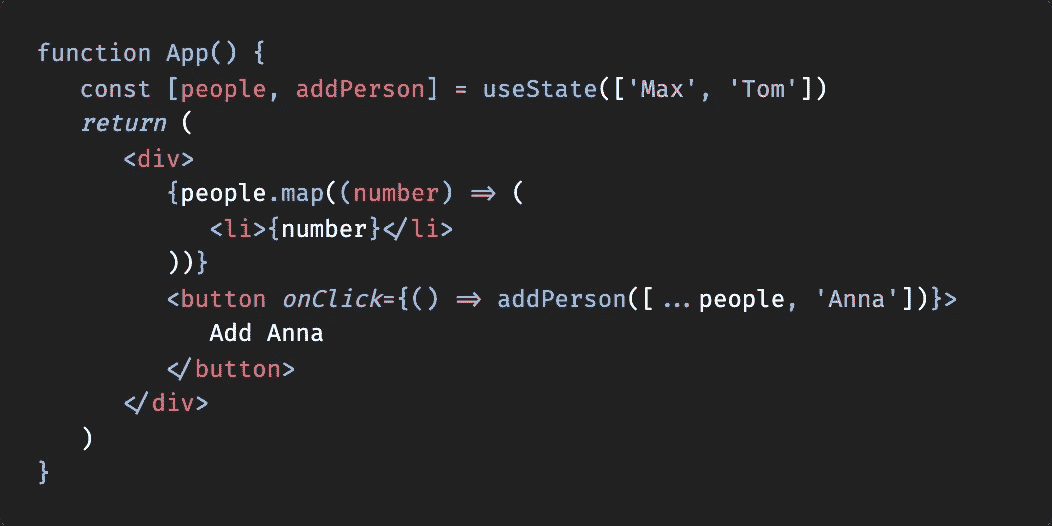 function App() {
const [people, addPerson] = useState(['Max', 'Tom'])
return (
<div>
{people.map((number) => (
<li>{number}</li>
))}
<button onClick={() => addPerson([...people, 'Anna'])}>
Add Anna
</button>
</div>
)
}